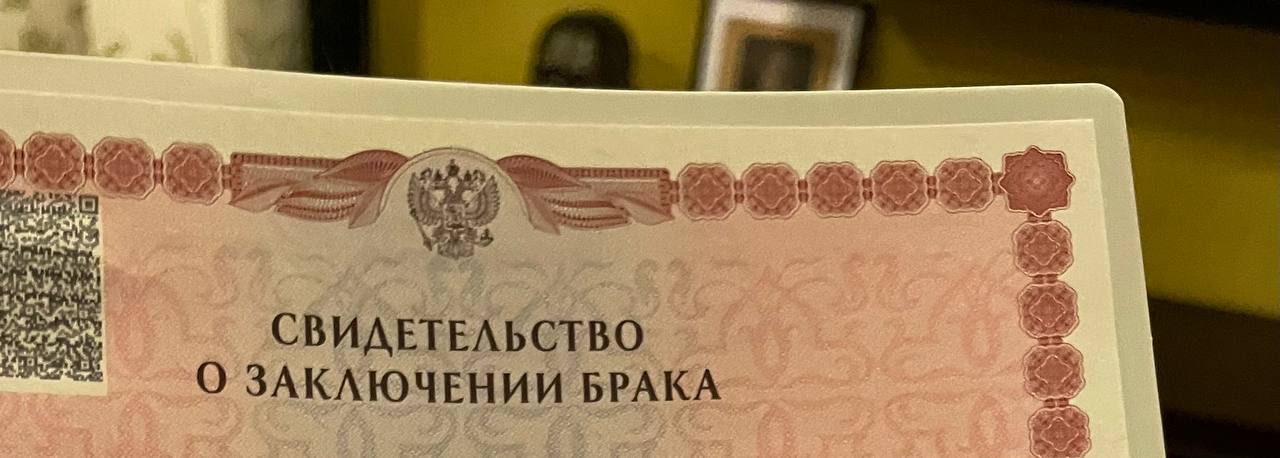 СВИДЕТЕЛЬСТВО
О ЗАКЛЮЧЕНИИ БРАКА